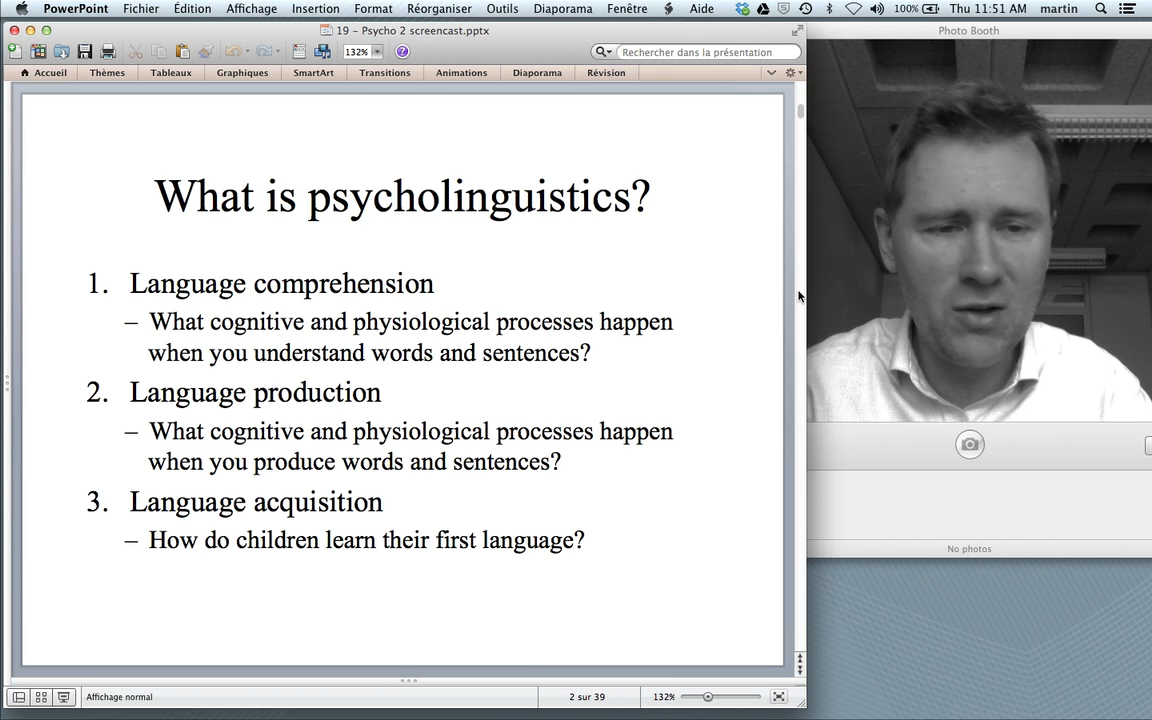 PowerPoint Fichier Édition Affichage Insertion Format Réorganiser Outils Diaporama Fenêtre Aide 100% Thu 11:51 AM martin
19 – Psycho 2 screencast.pptx
Photo Booth
132% Rechercher dans la présentation
Accueil Thèmes Tableaux Graphiques SmartArt Transitions Animations Diaporama Révision
What is psycholinguistics?
1. Language comprehension
– What cognitive and physiological processes happen
when you understand words and sentences?
2. Language production
– What cognitive and physiological processes happen
when you produce words and sentences?
3. Language acquisition
– How do children learn their first language?
No photos
Affichage normal 2 sur 39 132%